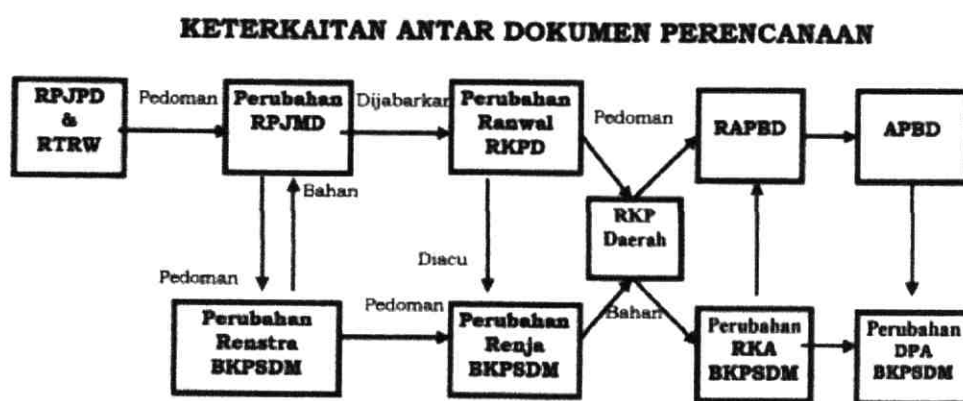 KETERKAITAN ANTAR DOKUMEN PERENCANAAN
RPJPD
&
RTRW
Pedoman
Perubahan
RPJMD
Dijabarkan
Perubahan
Ranwal
RKPD
Pedoman
RAPBD
APBD
Bahan
RKP
Daerah
Pedoman
Diacu
Perubahan
Renstra
BKPSDM
Pedoman
Perubahan
Renja
BKPSDM
Bahan
Perubahan
RKA
BKPSDM
Perubahan
DPA
BKPSDM